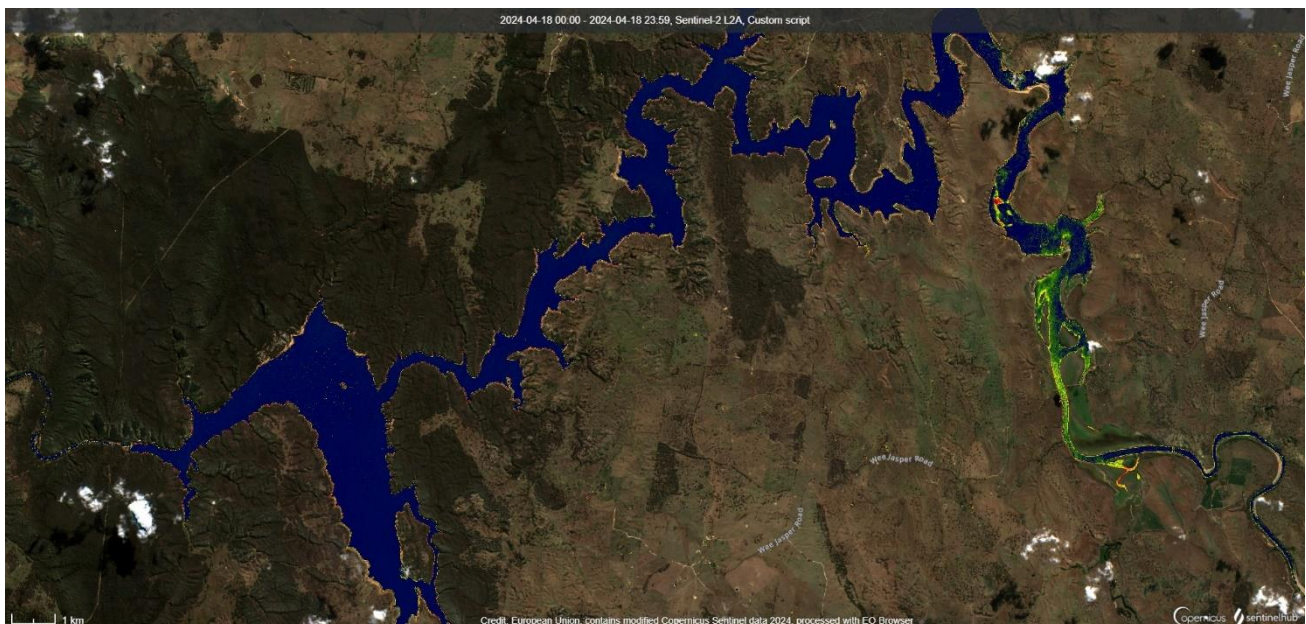 2024-04-18 00:00 - 2024-04-18 23:59, Sentinel-2 L2A, Custom script
Wee Jasper Road
Wee Jasper Road
Wee Jasper Road
Wee Jasper Road
1 km
Credit: European Union, contains modified Copernicus Sentinel data 2024, processed with EO Browser
opernicus sentinelhub